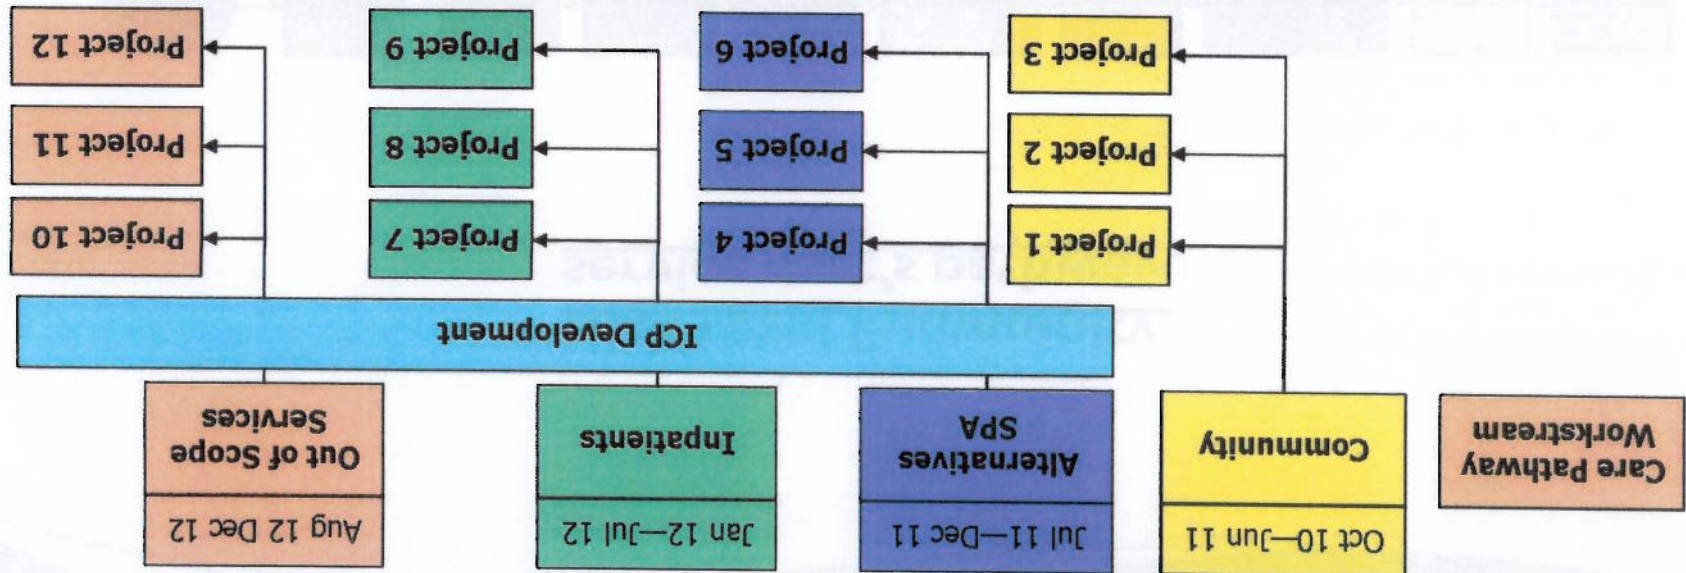 Care Pathway
Workstream
Oct 10—Jun 11
Community
Jul 11—Dec 11
Alternatives
SPA
Jan 12—Jul 12
Inpatients
Aug 12 Dec 12
Out of Scope
Services
ICP Development
Project 1
Project 2
Project 3
Project 4
Project 5
Project 6
Project 7
Project 8
Project 9
Project 10
Project 11
Project 12